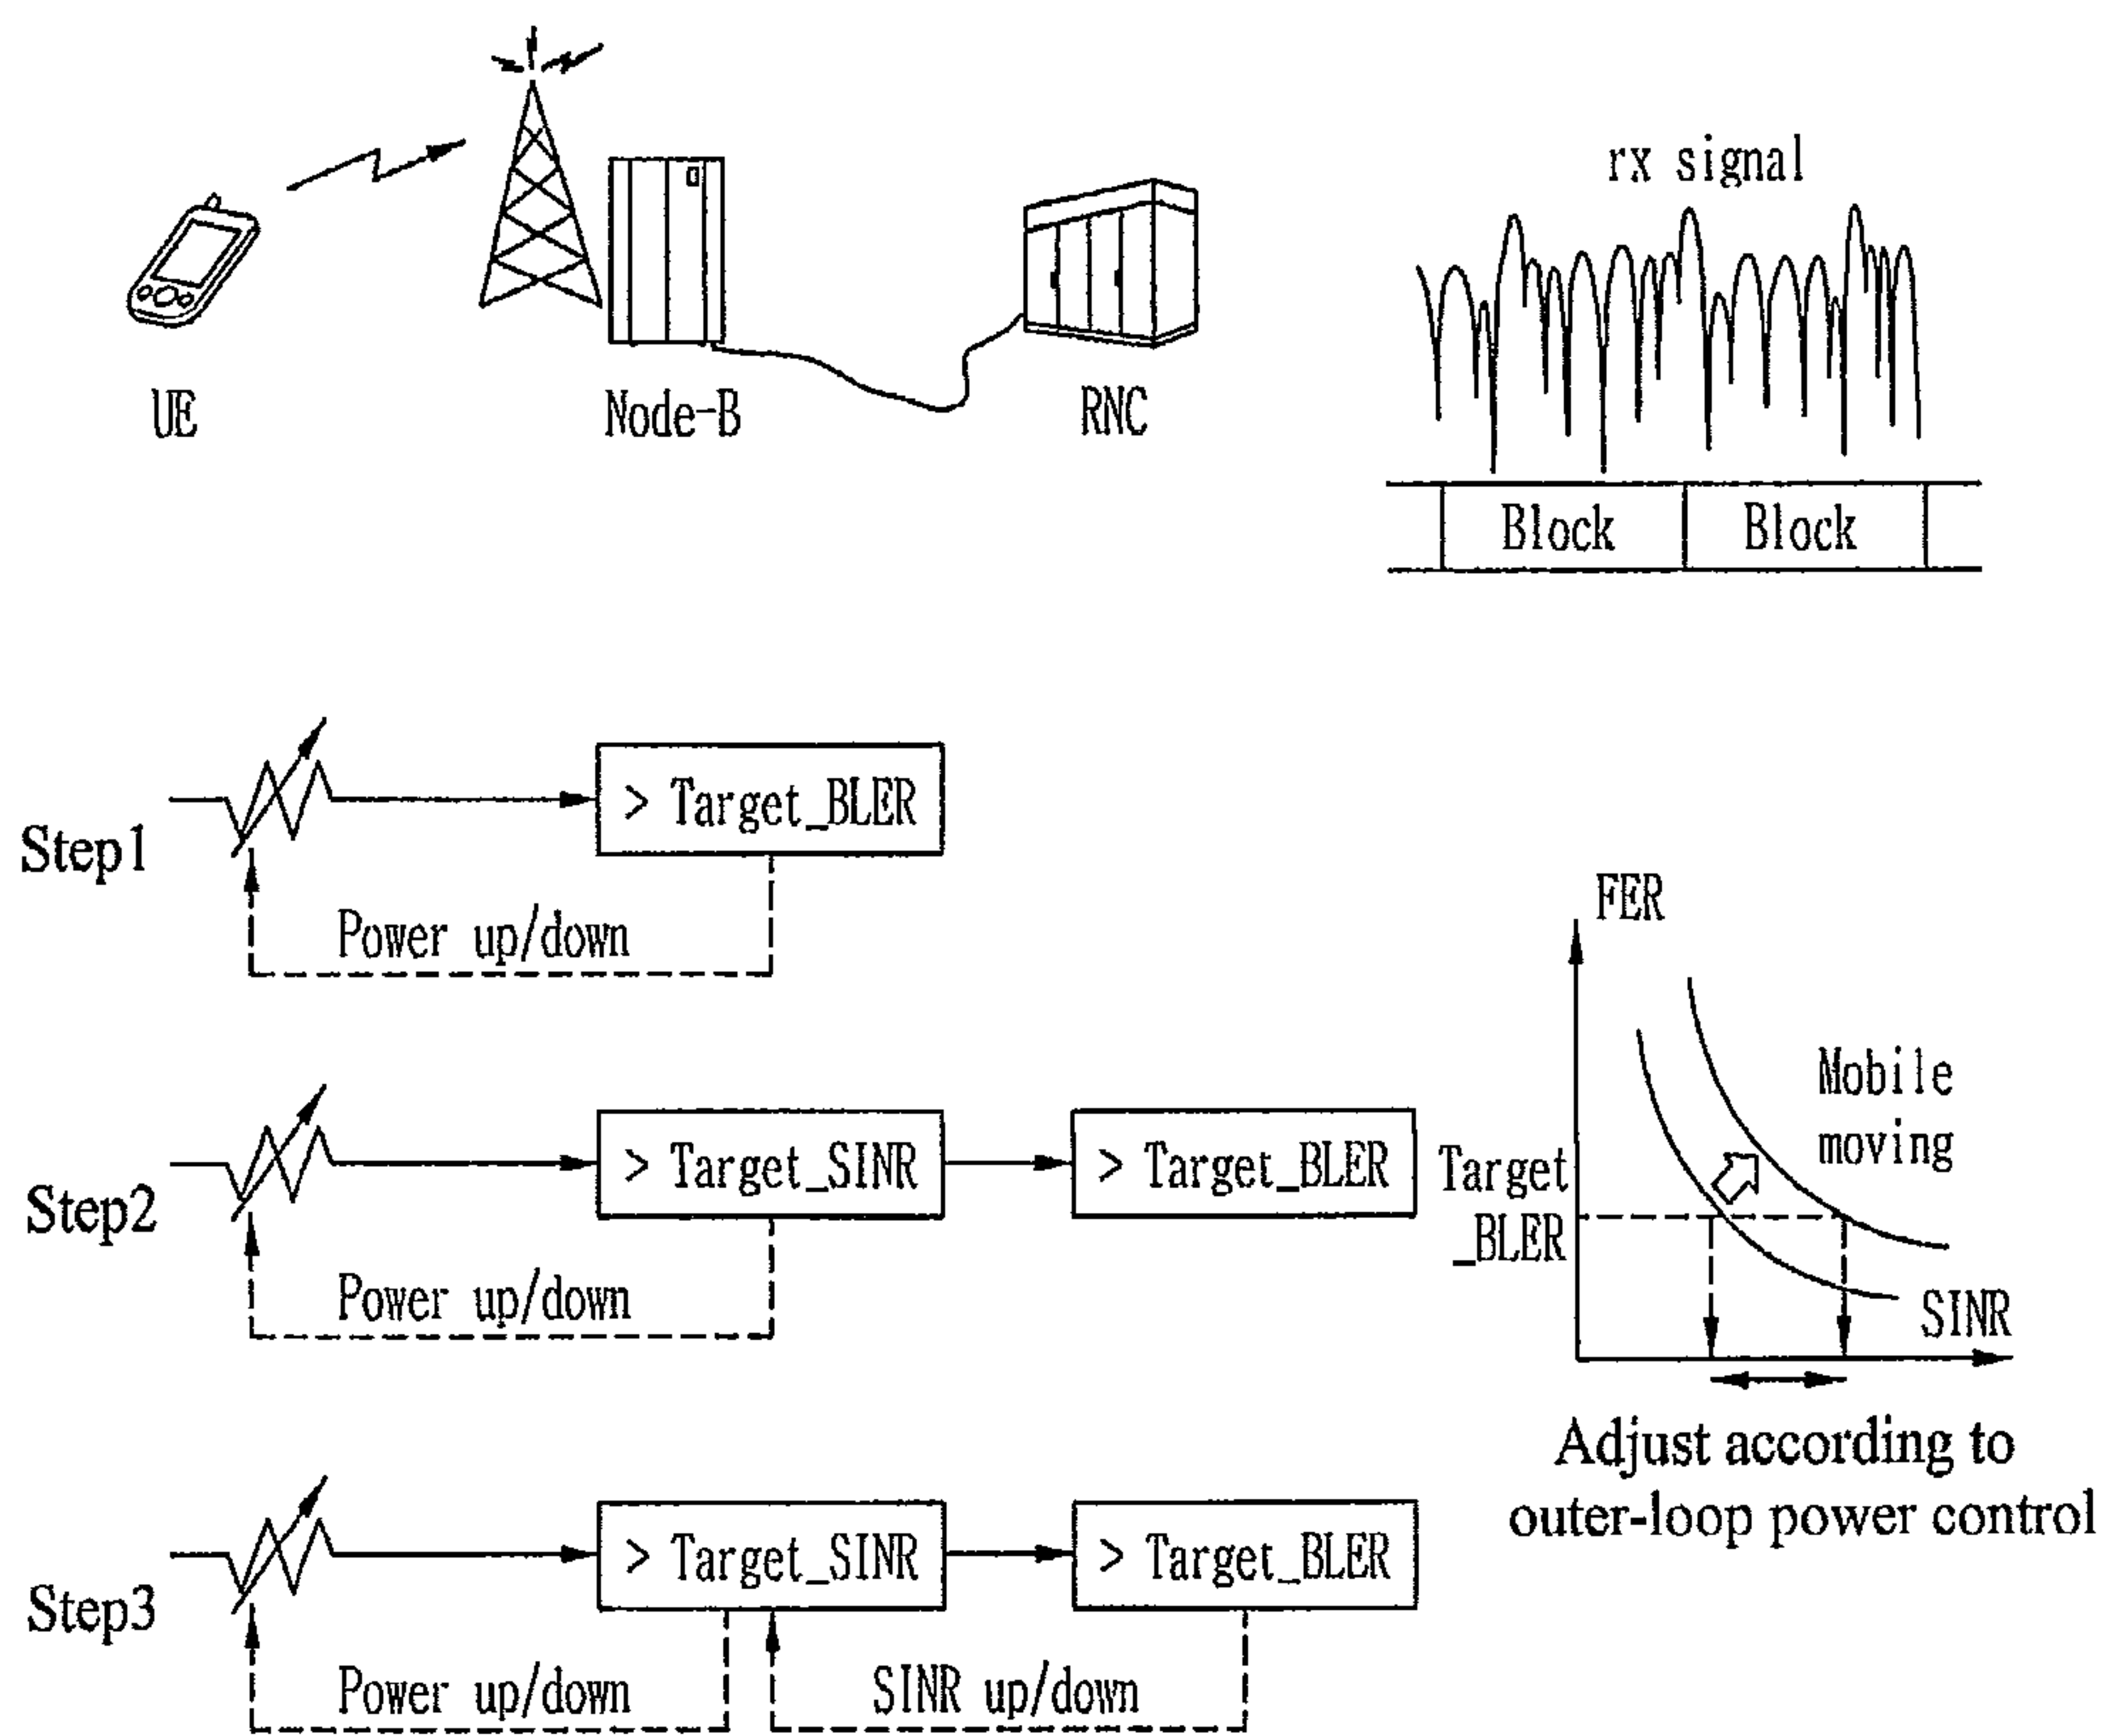 rx signal
UE
Node-B
RNC
Block
Block
Step1
> Target_BLER
Power up/down
Step2
> Target_SINR
> Target_BLER
Power up/down
FER
Mobile
moving
Target
_BLER
SINR
Adjust according to
outer-loop power control
Step3
> Target_SINR
> Target_BLER
Power up/down
SINR up/down